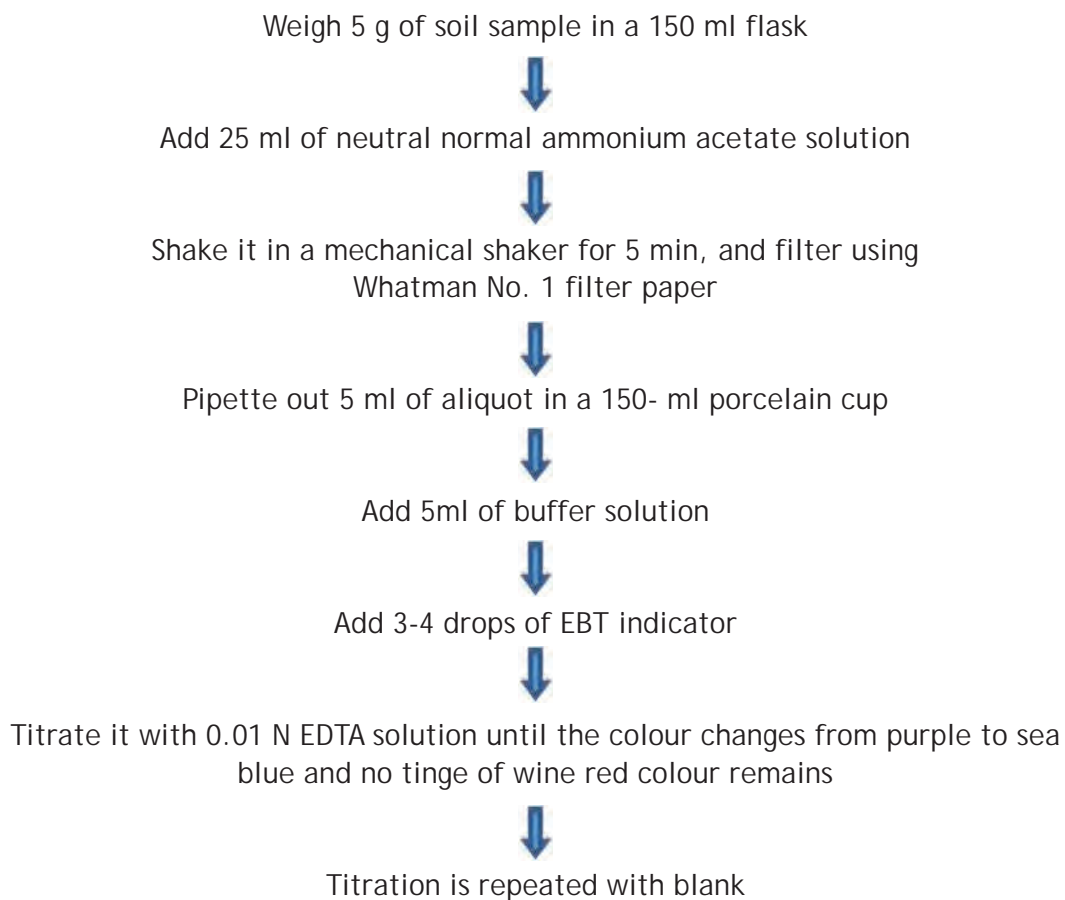 Weigh 5 g of soil sample in a 150 ml flask
Add 25 ml of neutral normal ammonium acetate solution
Shake it in a mechanical shaker for 5 min, and filter using
Whatman No. 1 filter paper
Pipette out 5 ml of aliquot in a 150- ml porcelain cup
Add 5ml of buffer solution
Add 3-4 drops of EBT indicator
Titrate it with 0.01 N EDTA solution until the colour changes from purple to sea
blue and no tinge of wine red colour remains
Titration is repeated with blank